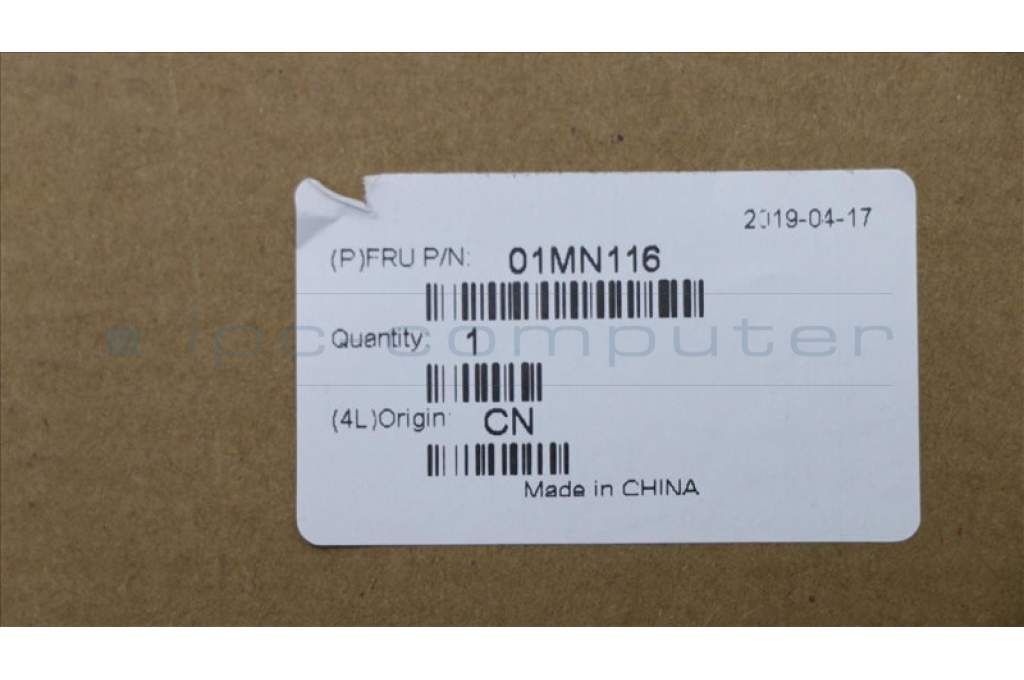 2019-04-17
(P)FRU P/N: 01MN116
ipc computer
Quantity: 1
(4L)Origin: CN
Made in CHINA